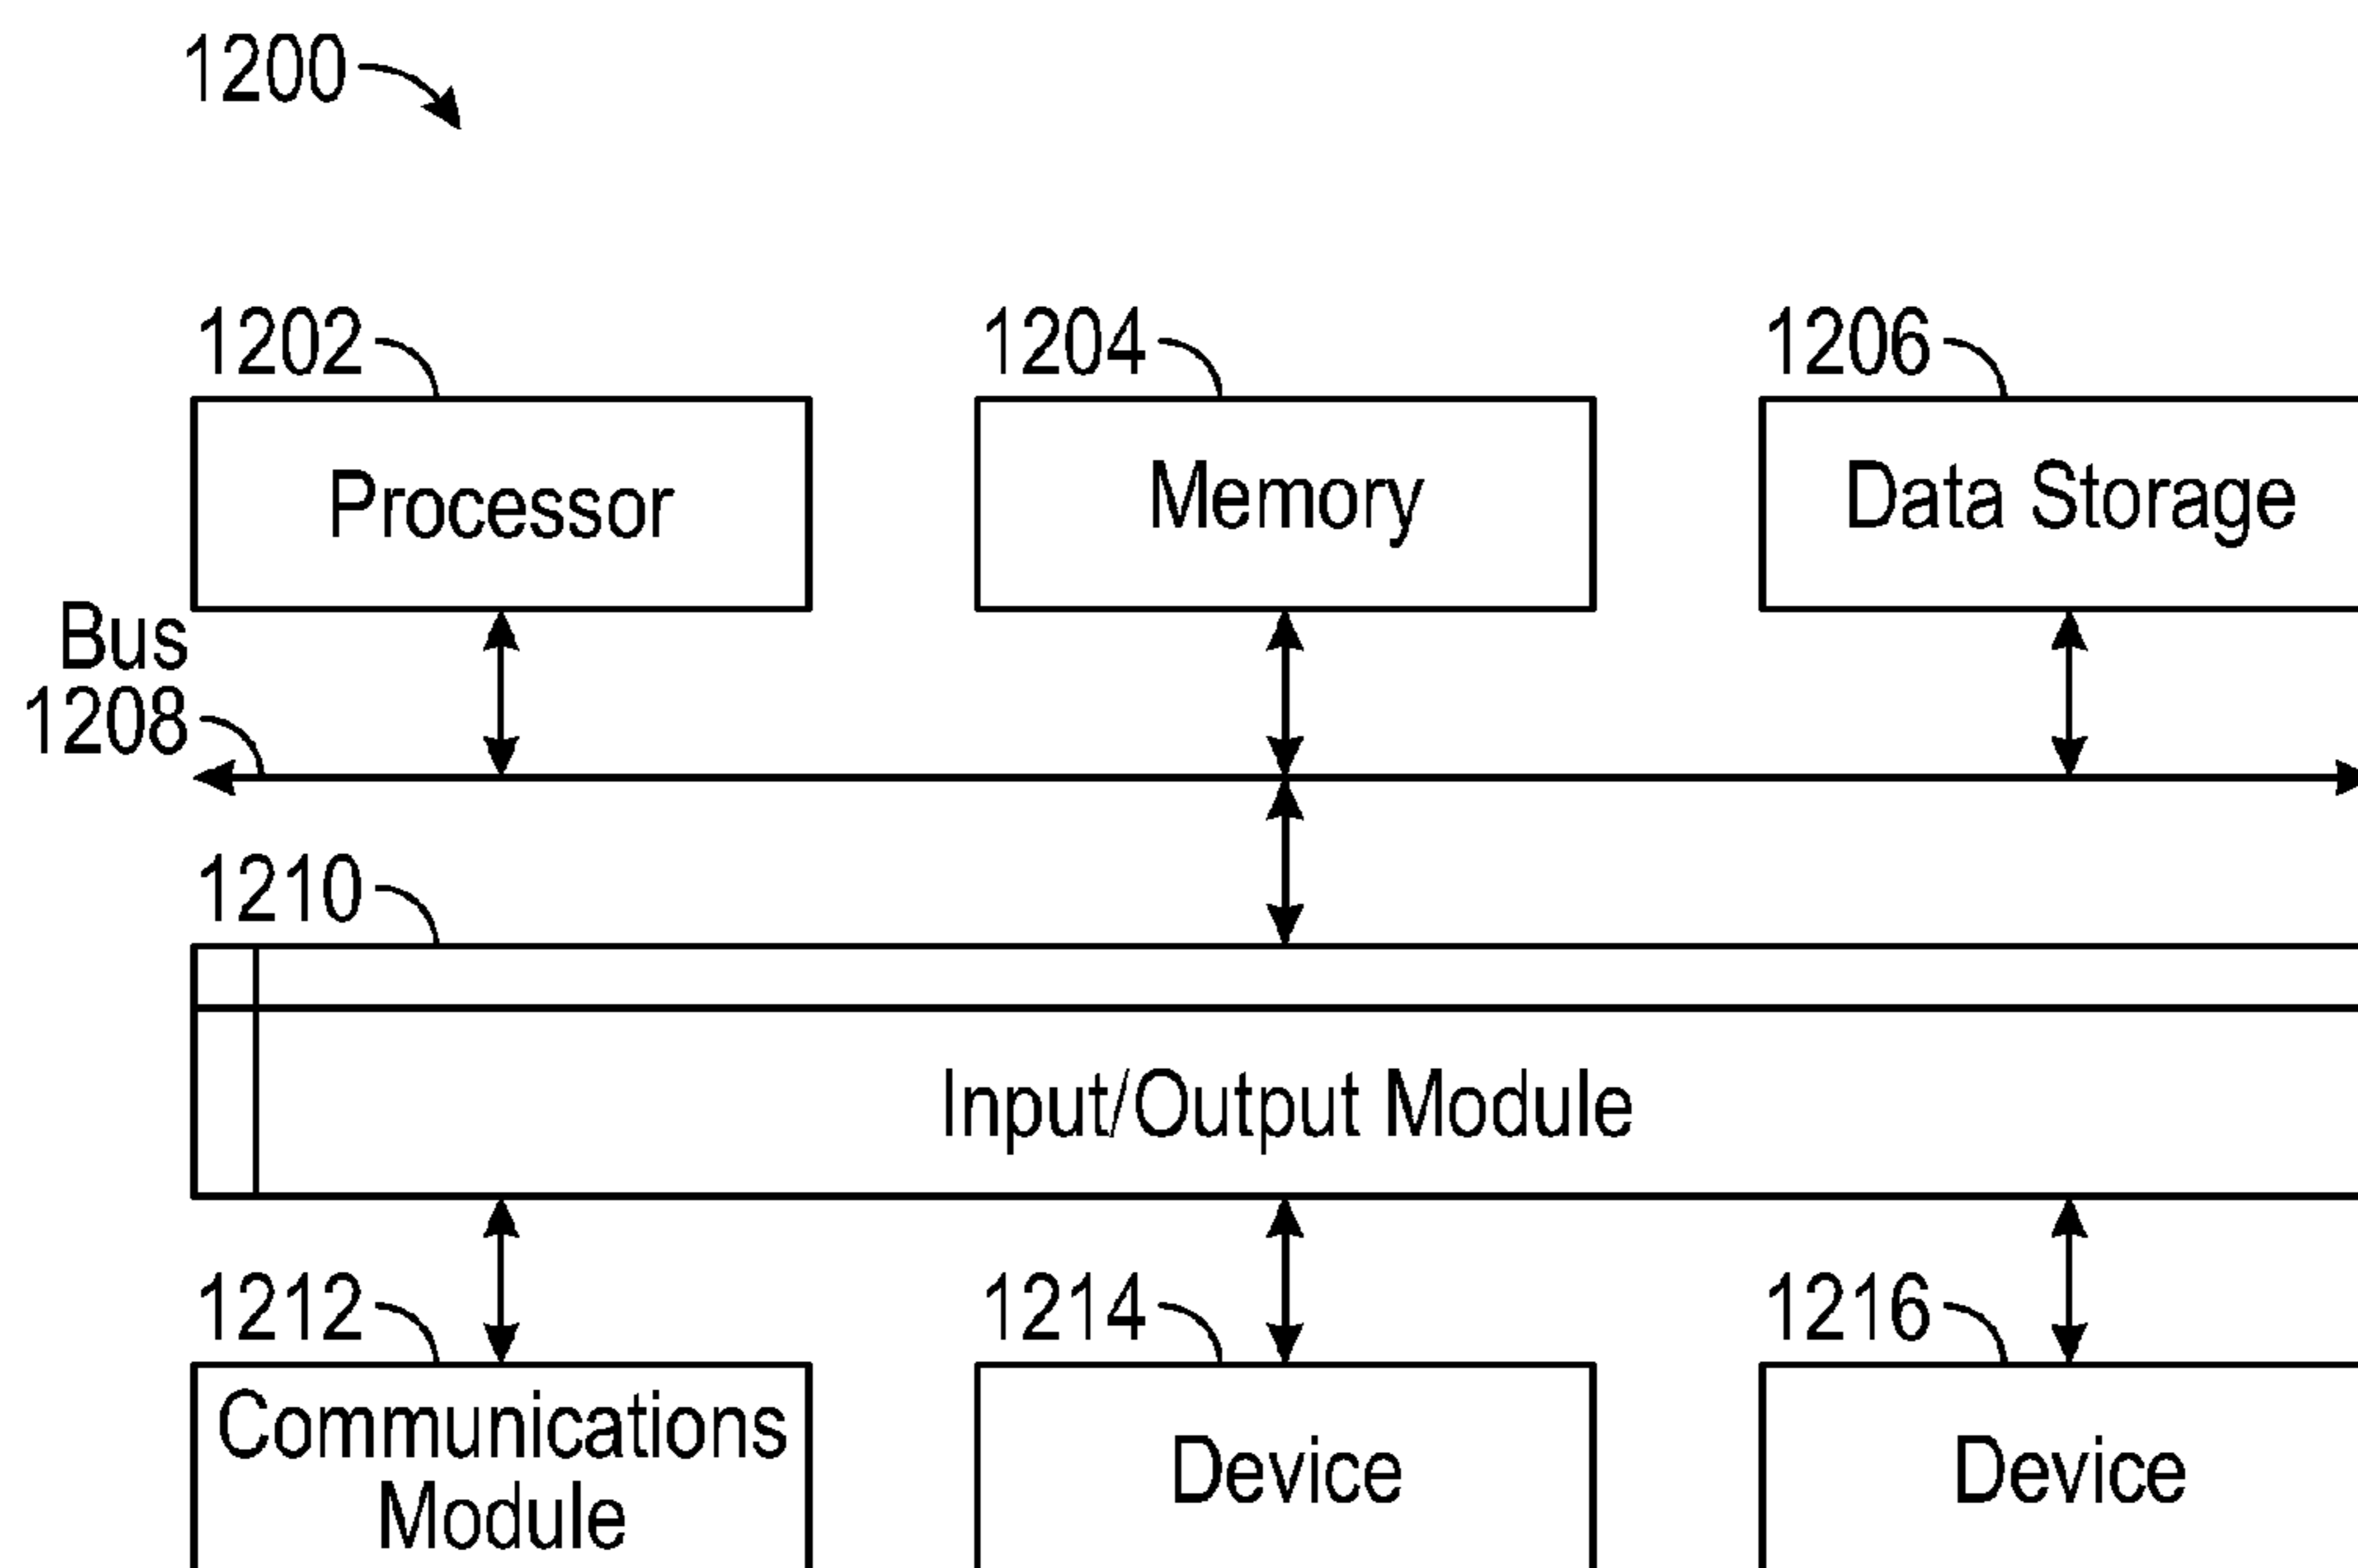 1200
1202
1204
1206
Processor
Memory
Data Storage
Bus
1208
1210
Input/Output Module
1212
1214
1216
Communications
Module
Device
Device